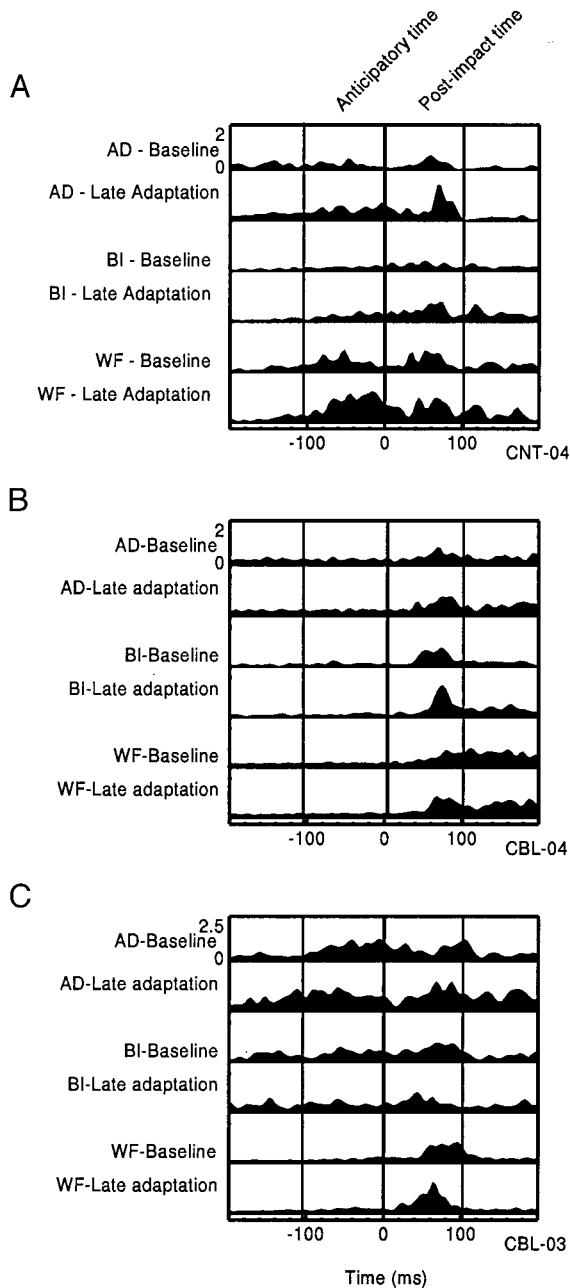 Anticipatory time
Post-impact time
A
2
AD - Baseline
0
AD - Late Adaptation
BI - Baseline
BI - Late Adaptation
WF - Baseline
WF - Late Adaptation
-100 0 100
CNT-04
B
2
AD-Baseline
0
AD-Late adaptation
BI-Baseline
BI-Late adaptation
WF-Baseline
WF-Late adaptation
-100 0 100
CBL-04
C
2.5
AD-Baseline
0
AD-Late adaptation
BI-Baseline
BI-Late adaptation
WF-Baseline
WF-Late adaptation
-100 0 100
CBL-03
Time (ms)